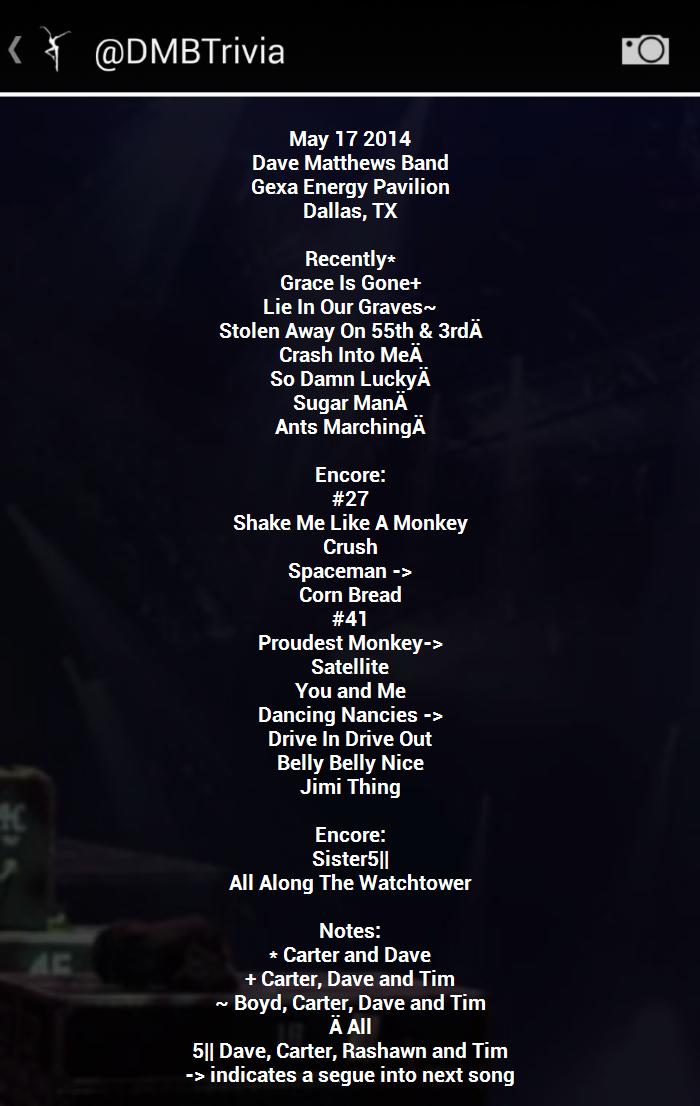 @DMBTrivia
May 17 2014
Dave Matthews Band
Gexa Energy Pavilion
Dallas, TX
Recently*
Grace Is Gone+
Lie In Our Graves~
Stolen Away On 55th & 3rdÄ
Crash Into MeÄ
So Damn LuckyÄ
Sugar ManÄ
Ants MarchingÄ
Encore:
#27
Shake Me Like A Monkey
Crush
Spaceman ->
Corn Bread
#41
Proudest Monkey->
Satellite
You and Me
Dancing Nancies ->
Drive In Drive Out
Belly Belly Nice
Jimi Thing
Encore:
Sister5||
All Along The Watchtower
Notes:
* Carter and Dave
+ Carter, Dave and Tim
~ Boyd, Carter, Dave and Tim
Ä All
5|| Dave, Carter, Rashawn and Tim
-> indicates a segue into next song